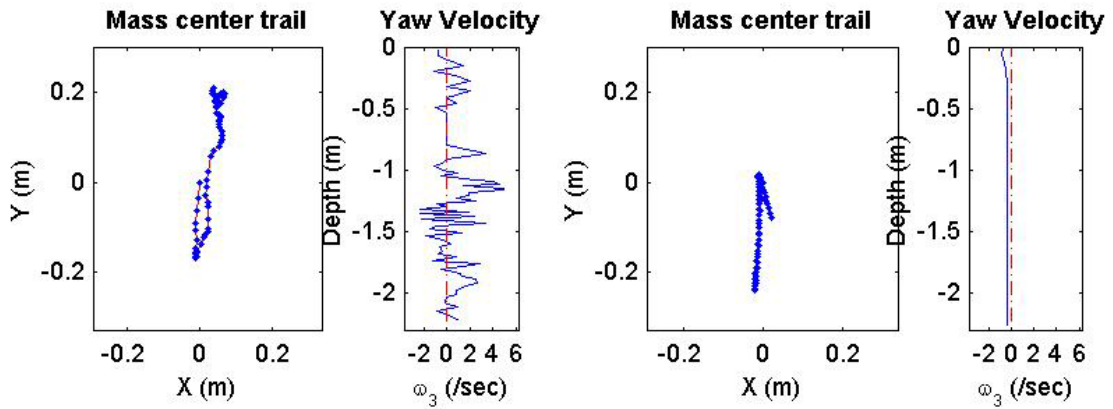 Mass center trail
Yaw Velocity
Mass center trail
Yaw Velocity
0.2
0
-0.2
Y (m)
-0.2 0 0.2
X (m)
0
-0.5
-1
-1.5
-2
Depth (m)
-2 0 2 4 6
ω_3 (/sec)
0.2
0
-0.2
Y (m)
-0.2 0 0.2
X (m)
0
-0.5
-1
-1.5
-2
Depth (m)
-2 0 2 4 6
ω_3 (/sec)